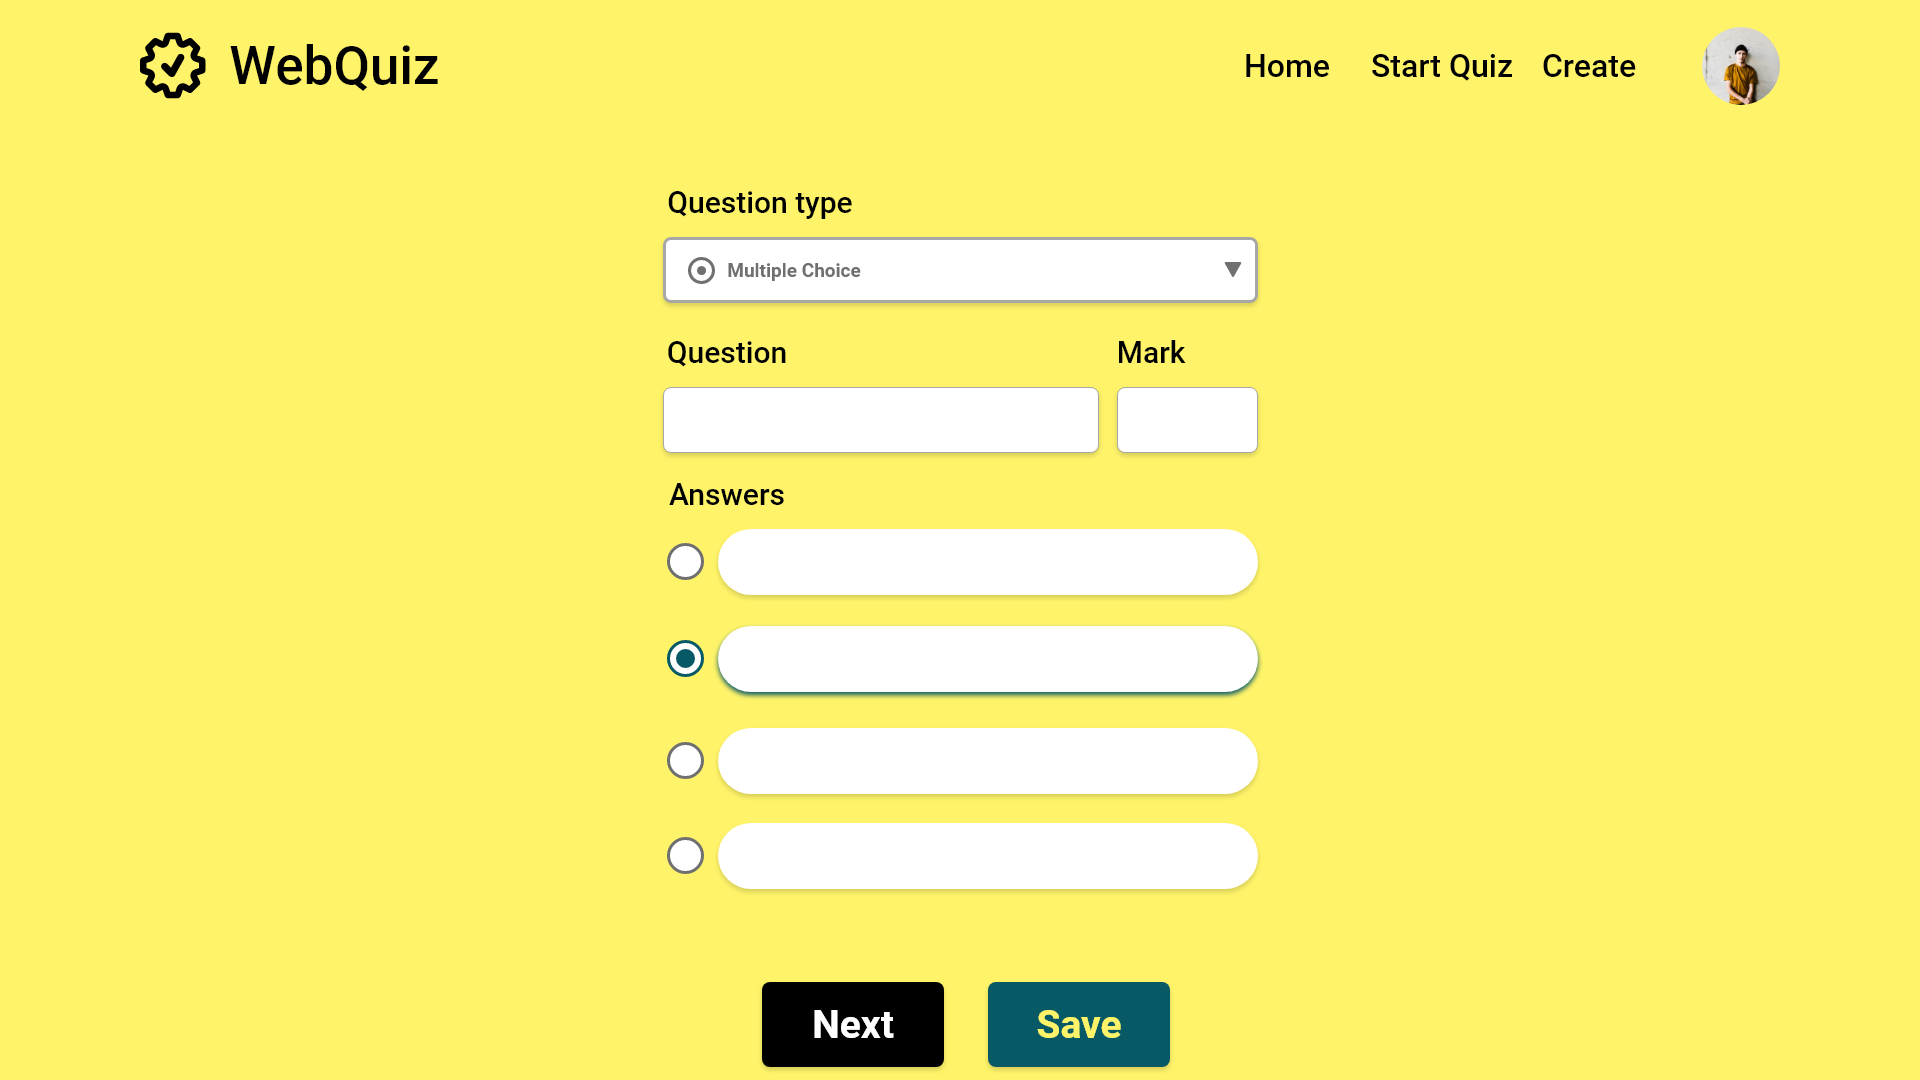 WebQuiz
Home Start Quiz Create
Question type
Multiple Choice
Question Mark
Answers
Next Save